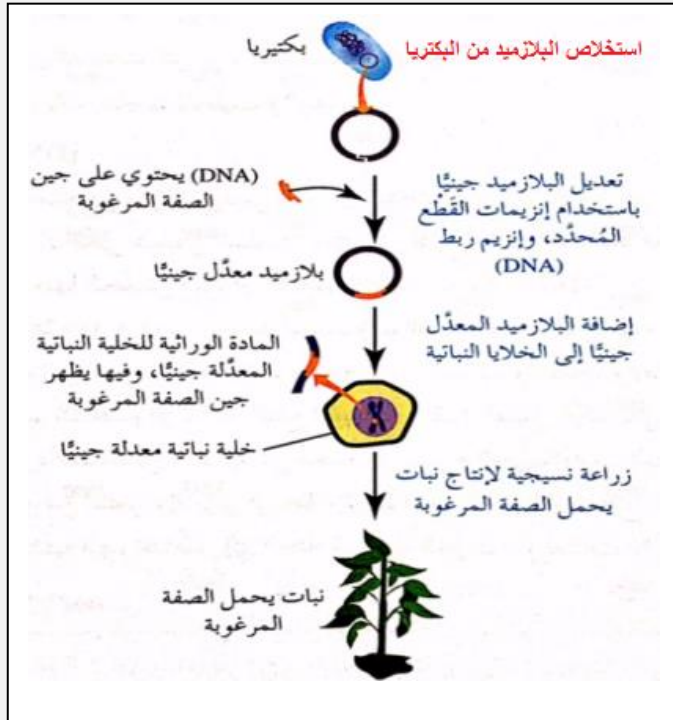 استخلاص البلازميد من البكتريا
بكتيريا
(DNA) يحتوي على جين
الصفة المرغوبة
تعديل البلازميد جينيًّا
باستخدام إنزيمات القَطْع
المُحدَّد، وإنزيم ربط
(DNA)
بلازميد معدَّل جينيًّا
إضافة البلازميد المعدَّل
جينيًّا إلى الخلايا النباتية
المادة الوراثية للخلية النباتية
المعدَّلة جينيًّا، وفيها يظهر
جين الصفة المرغوبة
خلية نباتية معدلة جينيًّا
زراعة نسيجية لإنتاج نبات
يحمل الصفة المرغوبة
نبات يحمل الصفة
المرغوبة